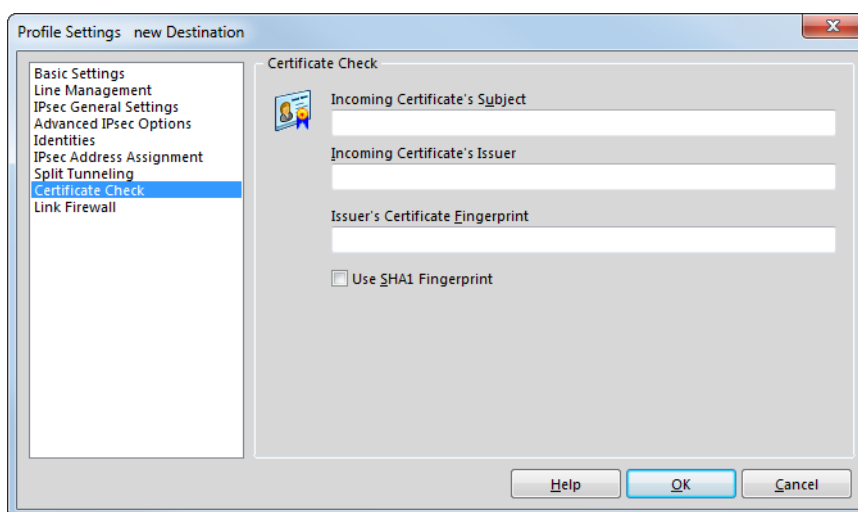 Profile Settings   new Destination
Basic Settings
Line Management
IPsec General Settings
Advanced IPsec Options
Identities
IPsec Address Assignment
Split Tunneling
Certificate Check
Link Firewall
Certificate Check
Incoming Certificate's Subject
Incoming Certificate's Issuer
Issuer's Certificate Fingerprint
Use SHA1 Fingerprint
Help
OK
Cancel